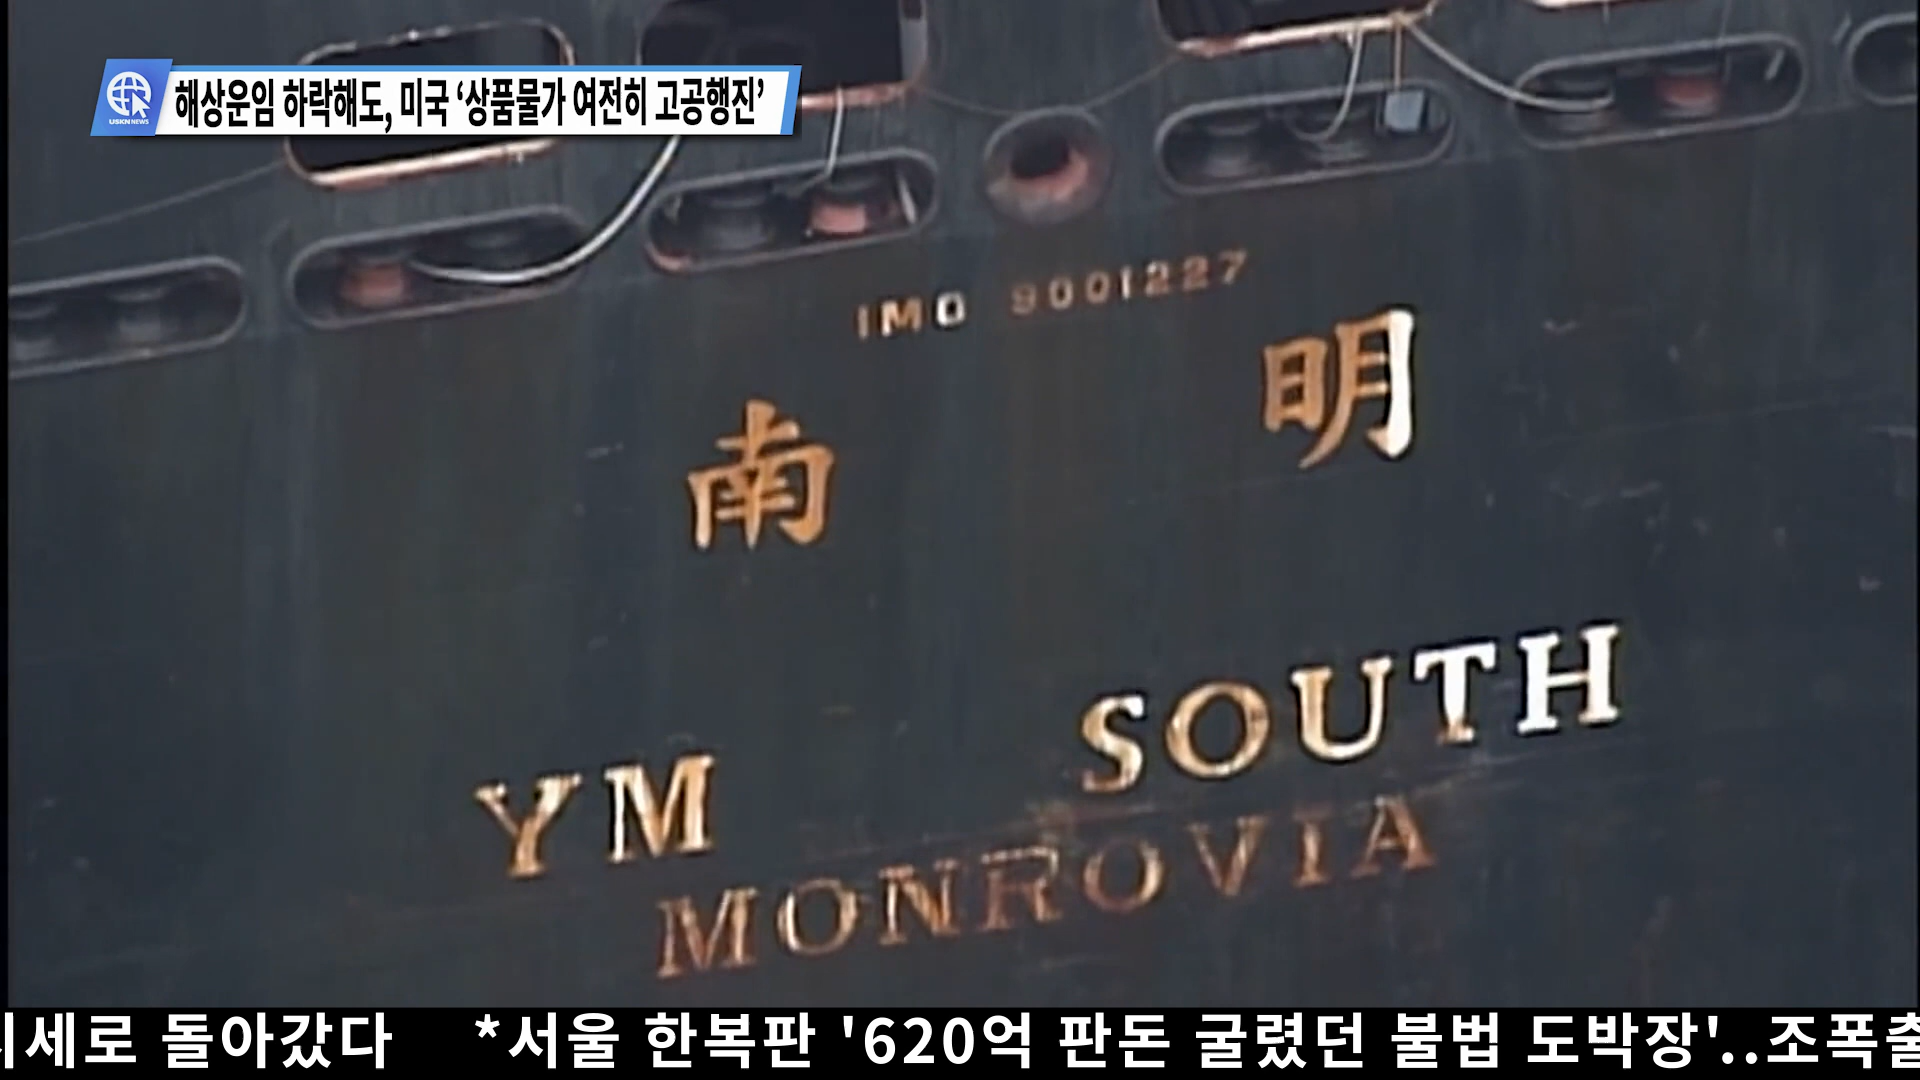 해상운임 하락해도, 미국 ‘상품물가 여전히 고공행진’
USKN NEWS
IMO 9001227
南 明
YM SOUTH
MONROVIA
세로 돌아갔다 *서울 한복판 '620억 판돈 굴렸던 불법 도박장'..조폭출